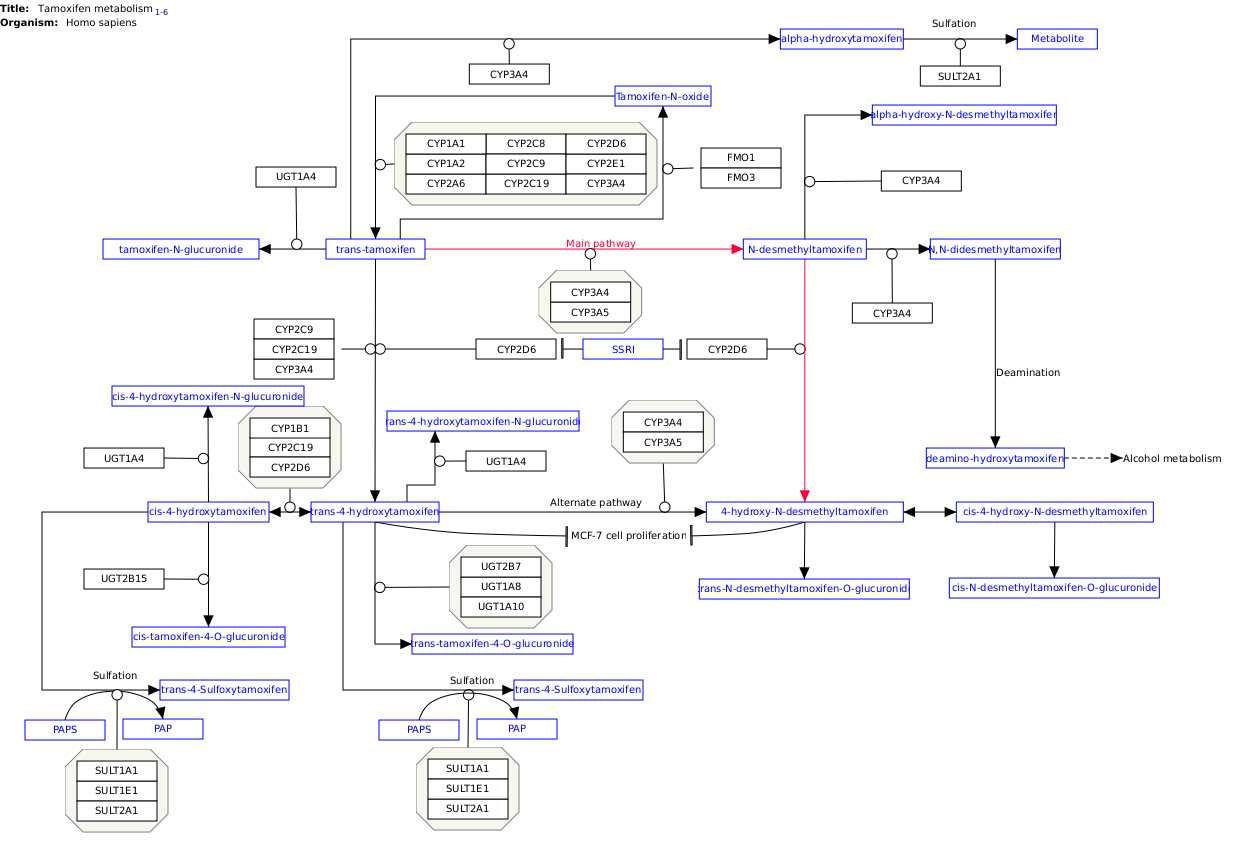 Title: Tamoxifen metabolism 1-6
Organism: Homo sapiens
Sulfation
alpha-hydroxytamoxifen
Metabolite
CYP3A4
SULT2A1
Tamoxifen-N-oxide
alpha-hydroxy-N-desmethyltamoxifen
CYP1A1 CYP2C8 CYP2D6
CYP1A2 CYP2C9 CYP2E1
CYP2A6 CYP2C19 CYP3A4
FMO1
FMO3
UGT1A4
CYP3A4
tamoxifen-N-glucuronide
trans-tamoxifen
Main pathway
N-desmethyltamoxifen
N,N-didesmethyltamoxifen
CYP3A4
CYP3A5
CYP3A4
CYP2C9
CYP2C19
CYP3A4
CYP2D6
SSRI
CYP2D6
Deamination
cis-4-hydroxytamoxifen-N-glucuronide
CYP1B1
CYP2C19
CYP2D6
trans-4-hydroxytamoxifen-N-glucuronide
CYP3A4
CYP3A5
UGT1A4
UGT1A4
deamino-hydroxytamoxifen
Alcohol metabolism
cis-4-hydroxytamoxifen
trans-4-hydroxytamoxifen
Alternate pathway
4-hydroxy-N-desmethyltamoxifen
cis-4-hydroxy-N-desmethyltamoxifen
MCF-7 cell proliferation
UGT2B15
UGT2B7
UGT1A8
UGT1A10
trans-N-desmethyltamoxifen-O-glucuronide
cis-N-desmethyltamoxifen-O-glucuronide
cis-tamoxifen-4-O-glucuronide
trans-tamoxifen-4-O-glucuronide
Sulfation
trans-4-Sulfoxytamoxifen
Sulfation
trans-4-Sulfoxytamoxifen
PAPS
PAP
PAPS
PAP
SULT1A1
SULT1E1
SULT2A1
SULT1A1
SULT1E1
SULT2A1